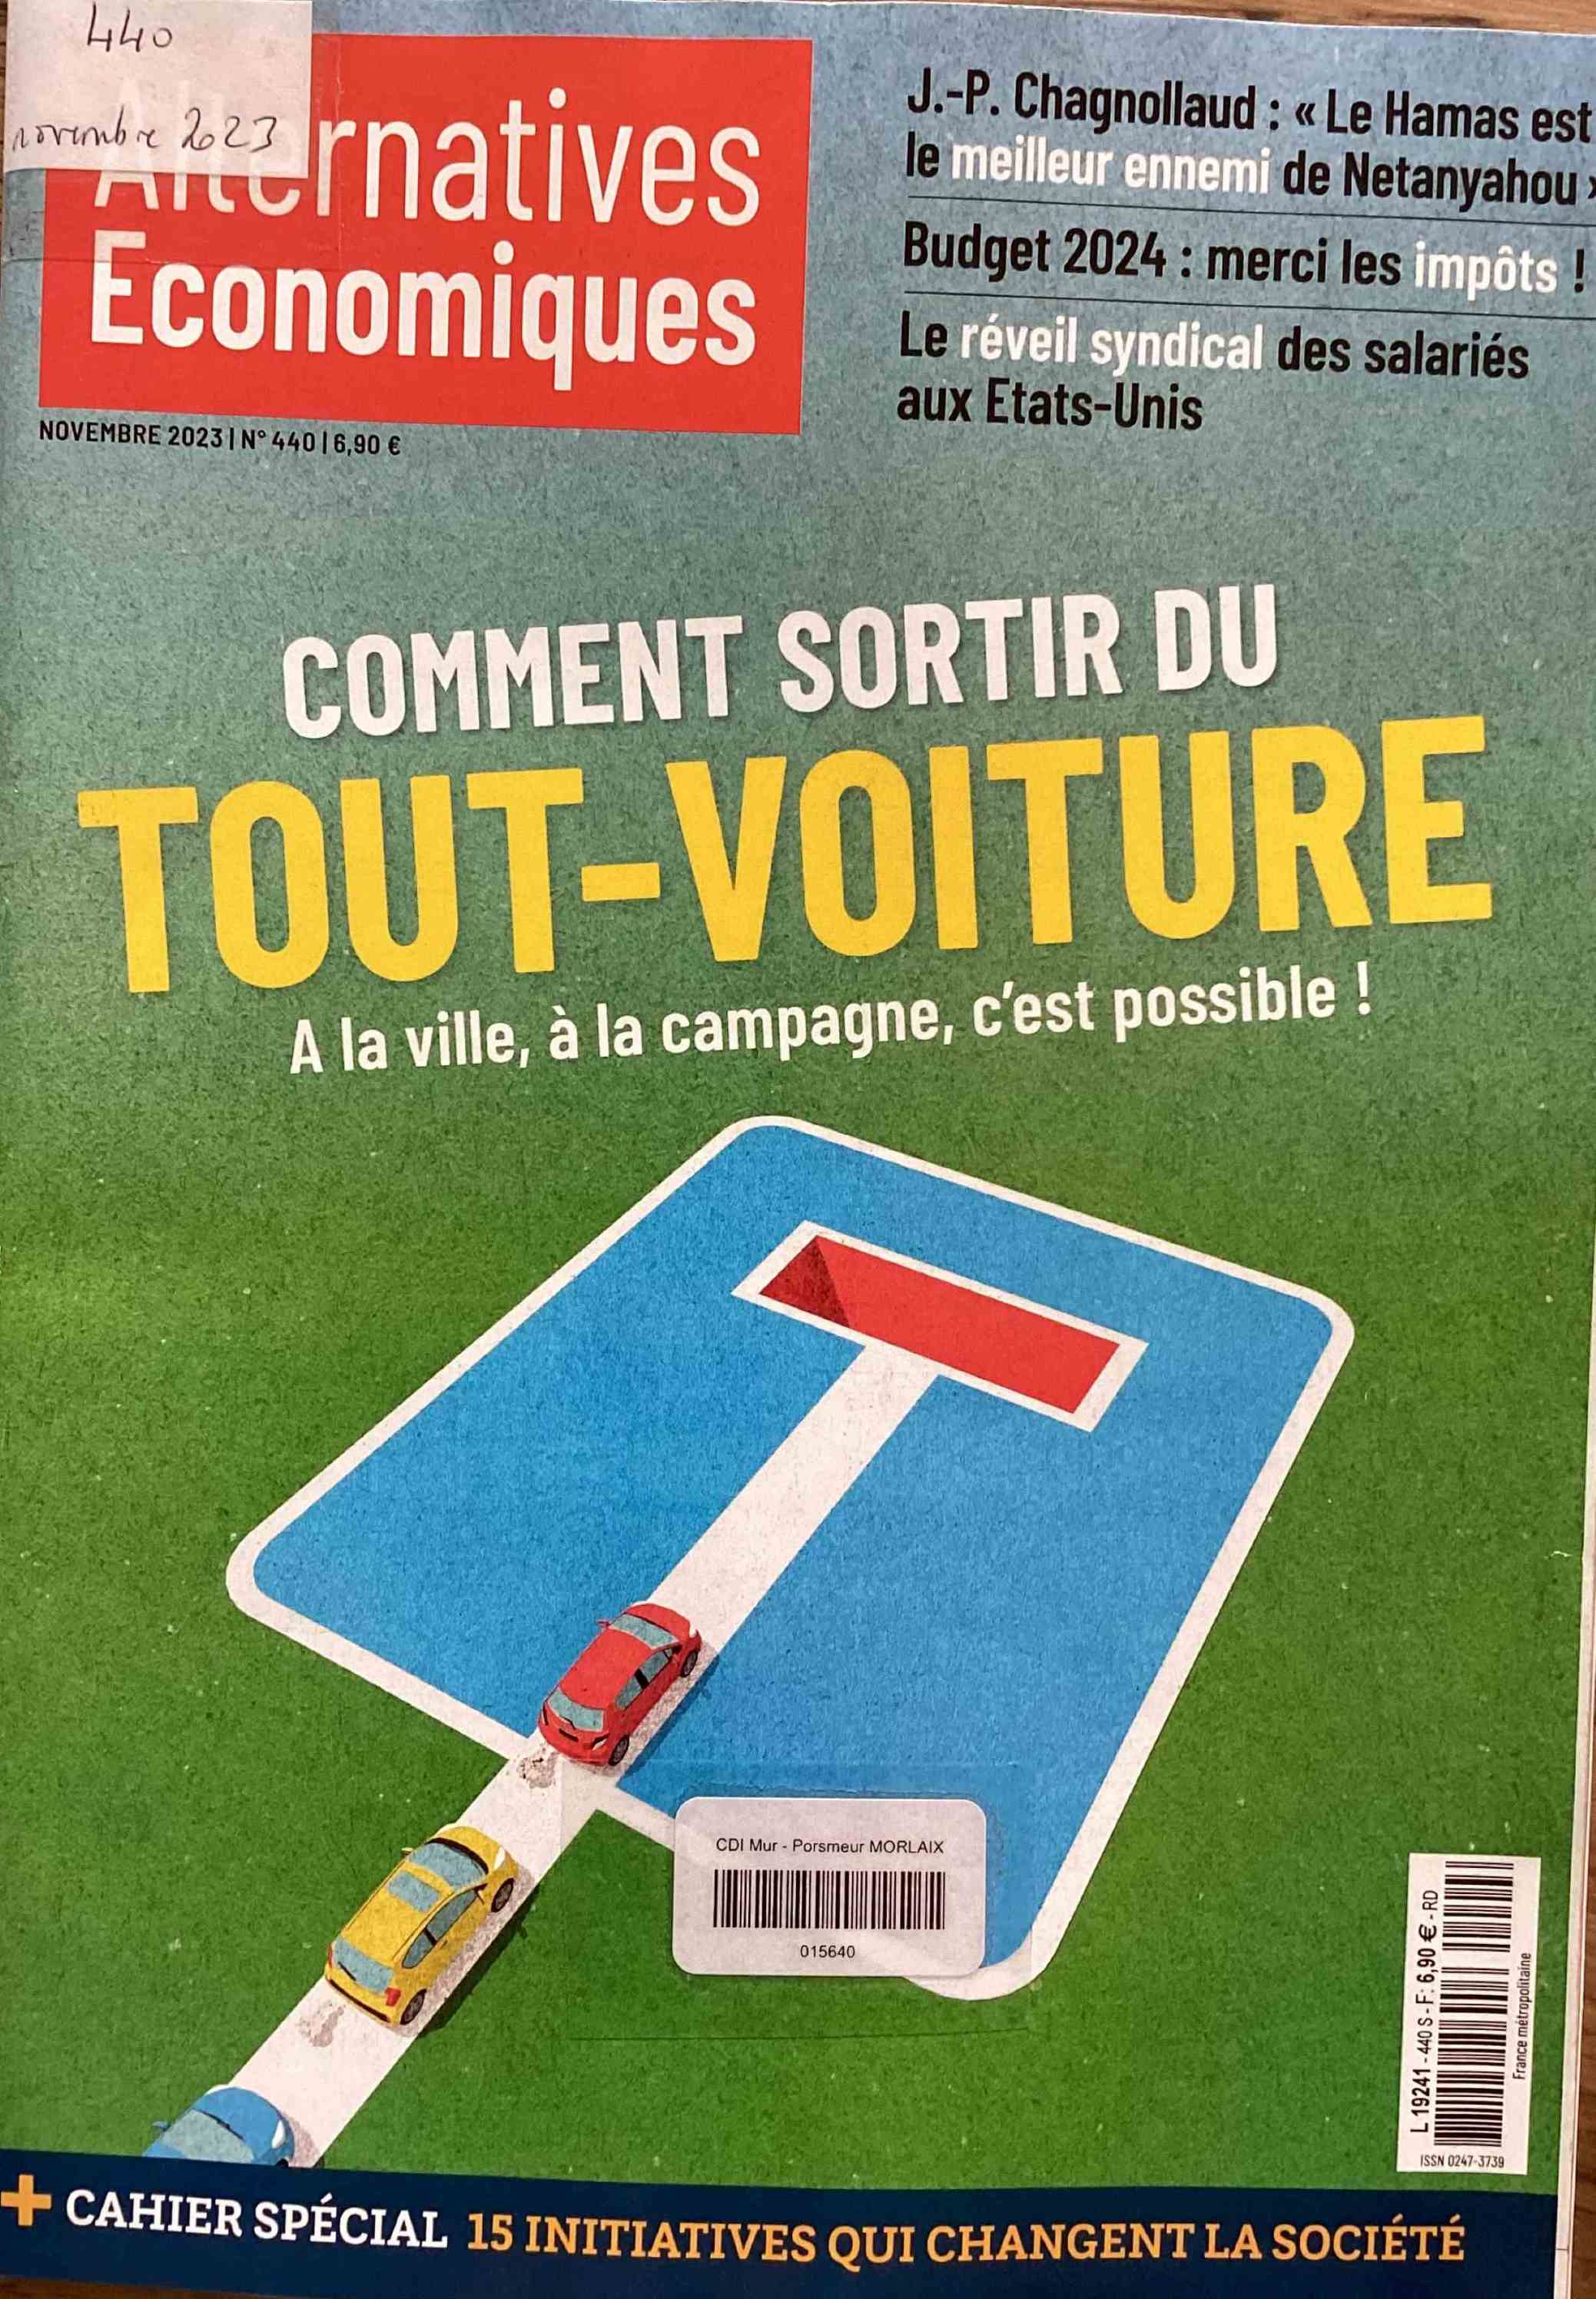 440
novembre 2023
Alternatives
Economiques
NOVEMBRE 2023 | N° 440 | 6,90 €
J.-P. Chagnollaud : « Le Hamas est
le meilleur ennemi de Netanyahou »
Budget 2024 : merci les impôts !
Le réveil syndical des salariés
aux Etats-Unis
COMMENT SORTIR DU
TOUT-VOITURE
A la ville, à la campagne, c’est possible !
CDI Mur - Porsmeur MORLAIX
015640
L 19241 - 440 S - F: 6,90 € - RD
France métropolitaine
ISSN 0247-3739
+ CAHIER SPÉCIAL 15 INITIATIVES QUI CHANGENT LA SOCIÉTÉ